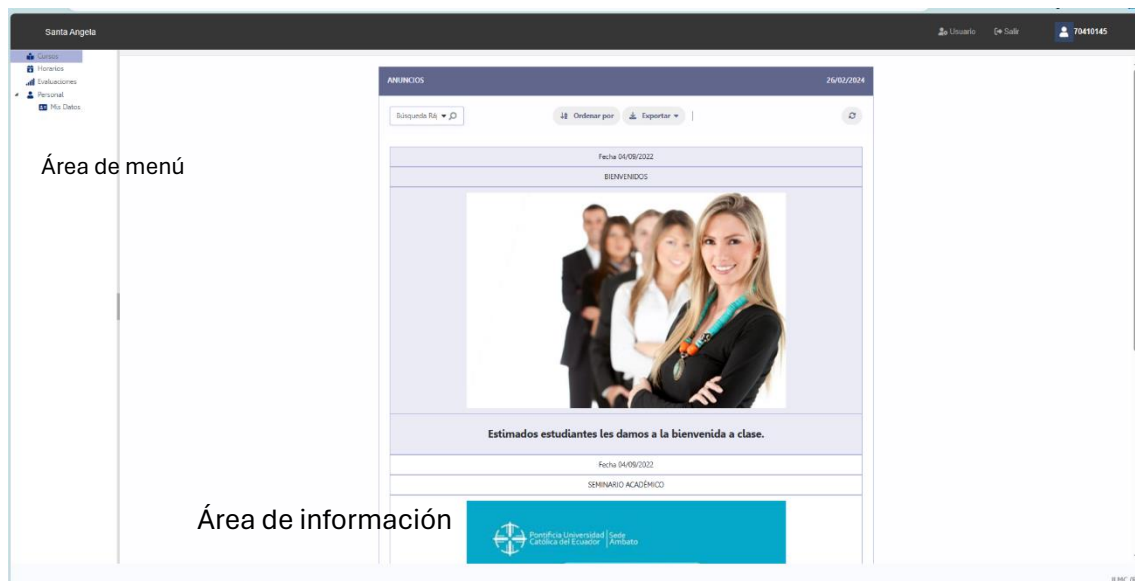 Santa Angela
Usuario Salir 70410145
Cursos
Horarios
Evaluaciones
Personal
Mis Datos
Área de menú
ANUNCIOS 26/02/2024
Búsqueda Rá Ordenar por Exportar
Fecha 04/09/2022
BIENVENIDOS
Estimados estudiantes les damos a la bienvenida a clase.
Fecha 04/09/2022
SEMINARIO ACADÉMICO
Área de información
Pontificia Universidad Sede
Católica del Ecuador Ambato